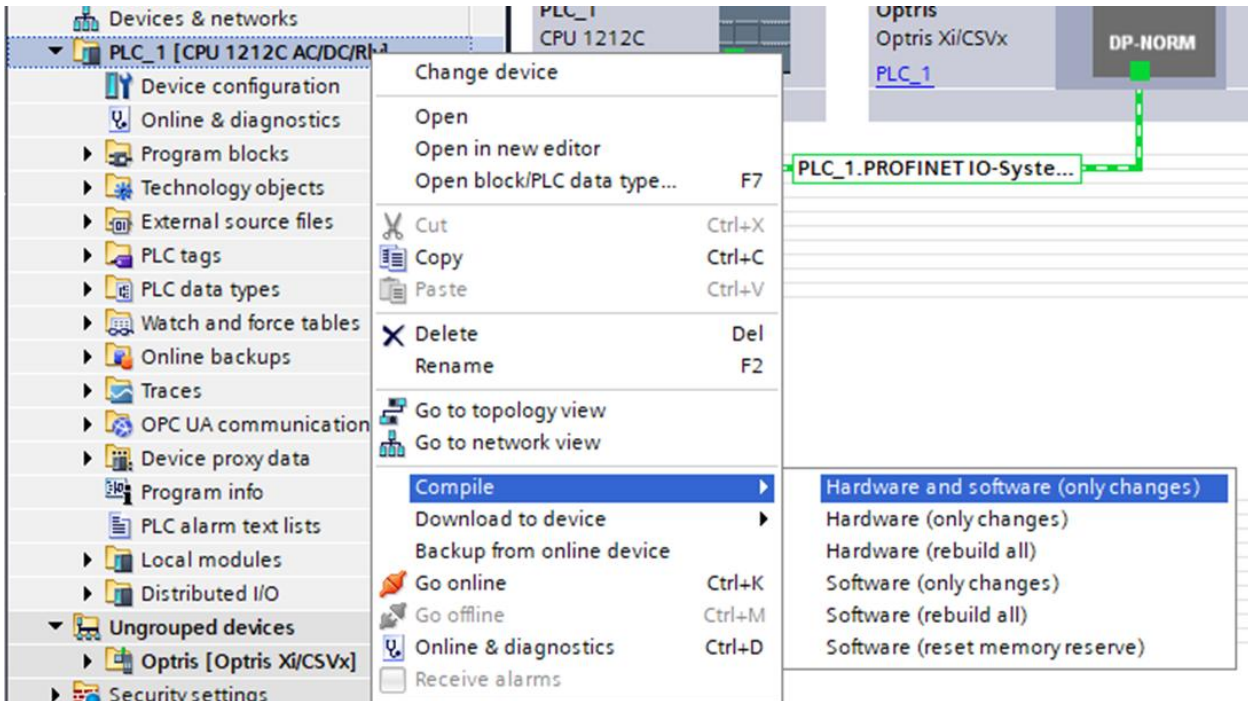 Devices & networks
PLC_1 [CPU 1212C AC/DC/Rly]
Device configuration
Online & diagnostics
Program blocks
Technology objects
External source files
PLC tags
PLC data types
Watch and force tables
Online backups
Traces
OPC UA communication
Device proxy data
Program info
PLC alarm text lists
Local modules
Distributed I/O
Ungrouped devices
Optris [Optris Xi/CSVx]
Security settings
PLC_1
CPU 1212C
Optris
Optris Xi/CSVx
DP-NORM
PLC_1
PLC_1.PROFINET IO-Syste...
Change device
Open
Open in new editor
Open block/PLC data type... F7
Cut Ctrl+X
Copy Ctrl+C
Paste Ctrl+V
Delete Del
Rename F2
Go to topology view
Go to network view
Compile
Download to device
Backup from online device
Go online Ctrl+K
Go offline Ctrl+M
Online & diagnostics Ctrl+D
Receive alarms
Hardware and software (only changes)
Hardware (only changes)
Hardware (rebuild all)
Software (only changes)
Software (rebuild all)
Software (reset memory reserve)